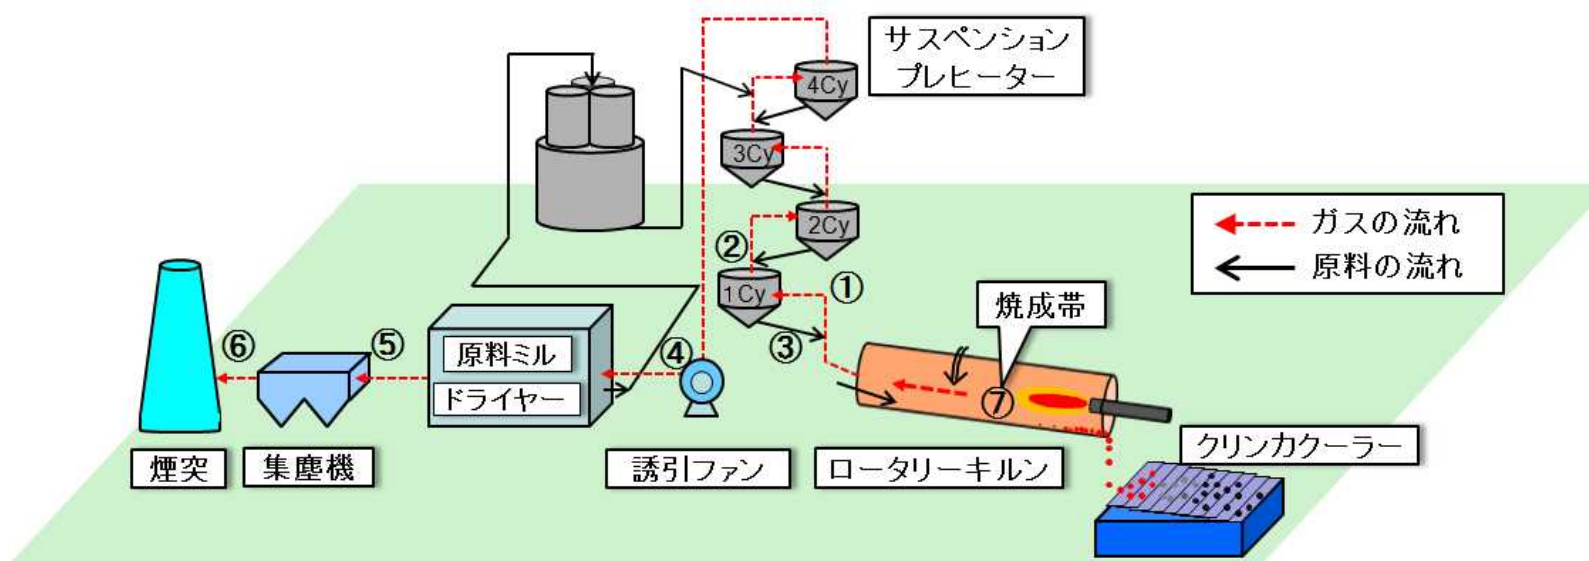 サスペンション
プレヒーター
4Cy
3Cy
2Cy
1Cy
②
①
③
ガスの流れ
原料の流れ
焼成帯
⑦
⑥
⑤
④
原料ミル
ドライヤー
煙突
集塵機
誘引ファン
ロータリーキルン
クリンカクーラー